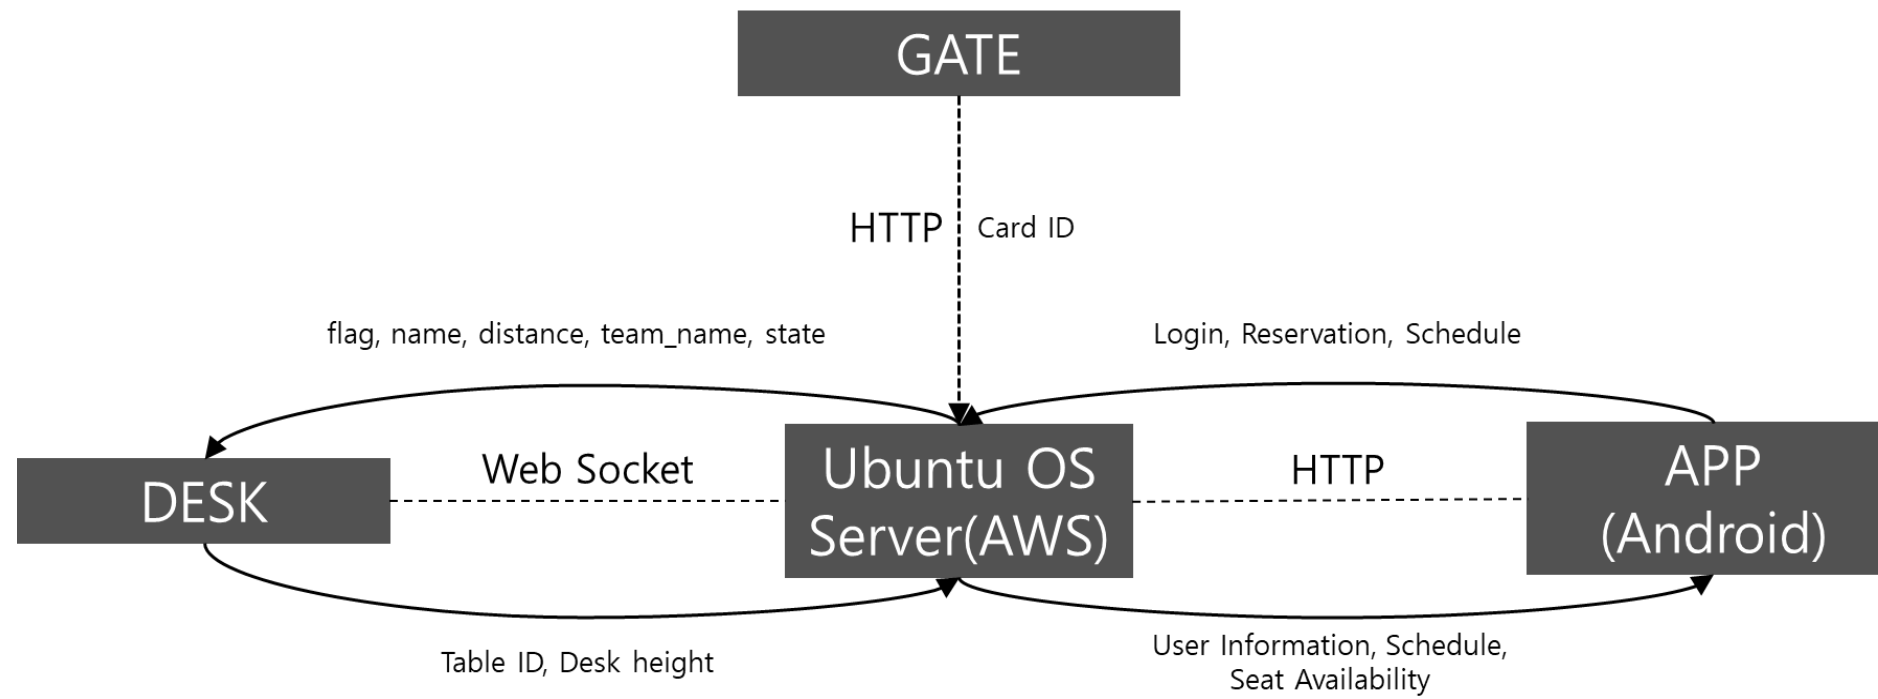 GATE
HTTP
Card ID
flag, name, distance, team_name, state
Login, Reservation, Schedule
DESK
Web Socket
Ubuntu OS
Server(AWS)
HTTP
APP
(Android)
Table ID, Desk height
User Information, Schedule,
Seat Availability